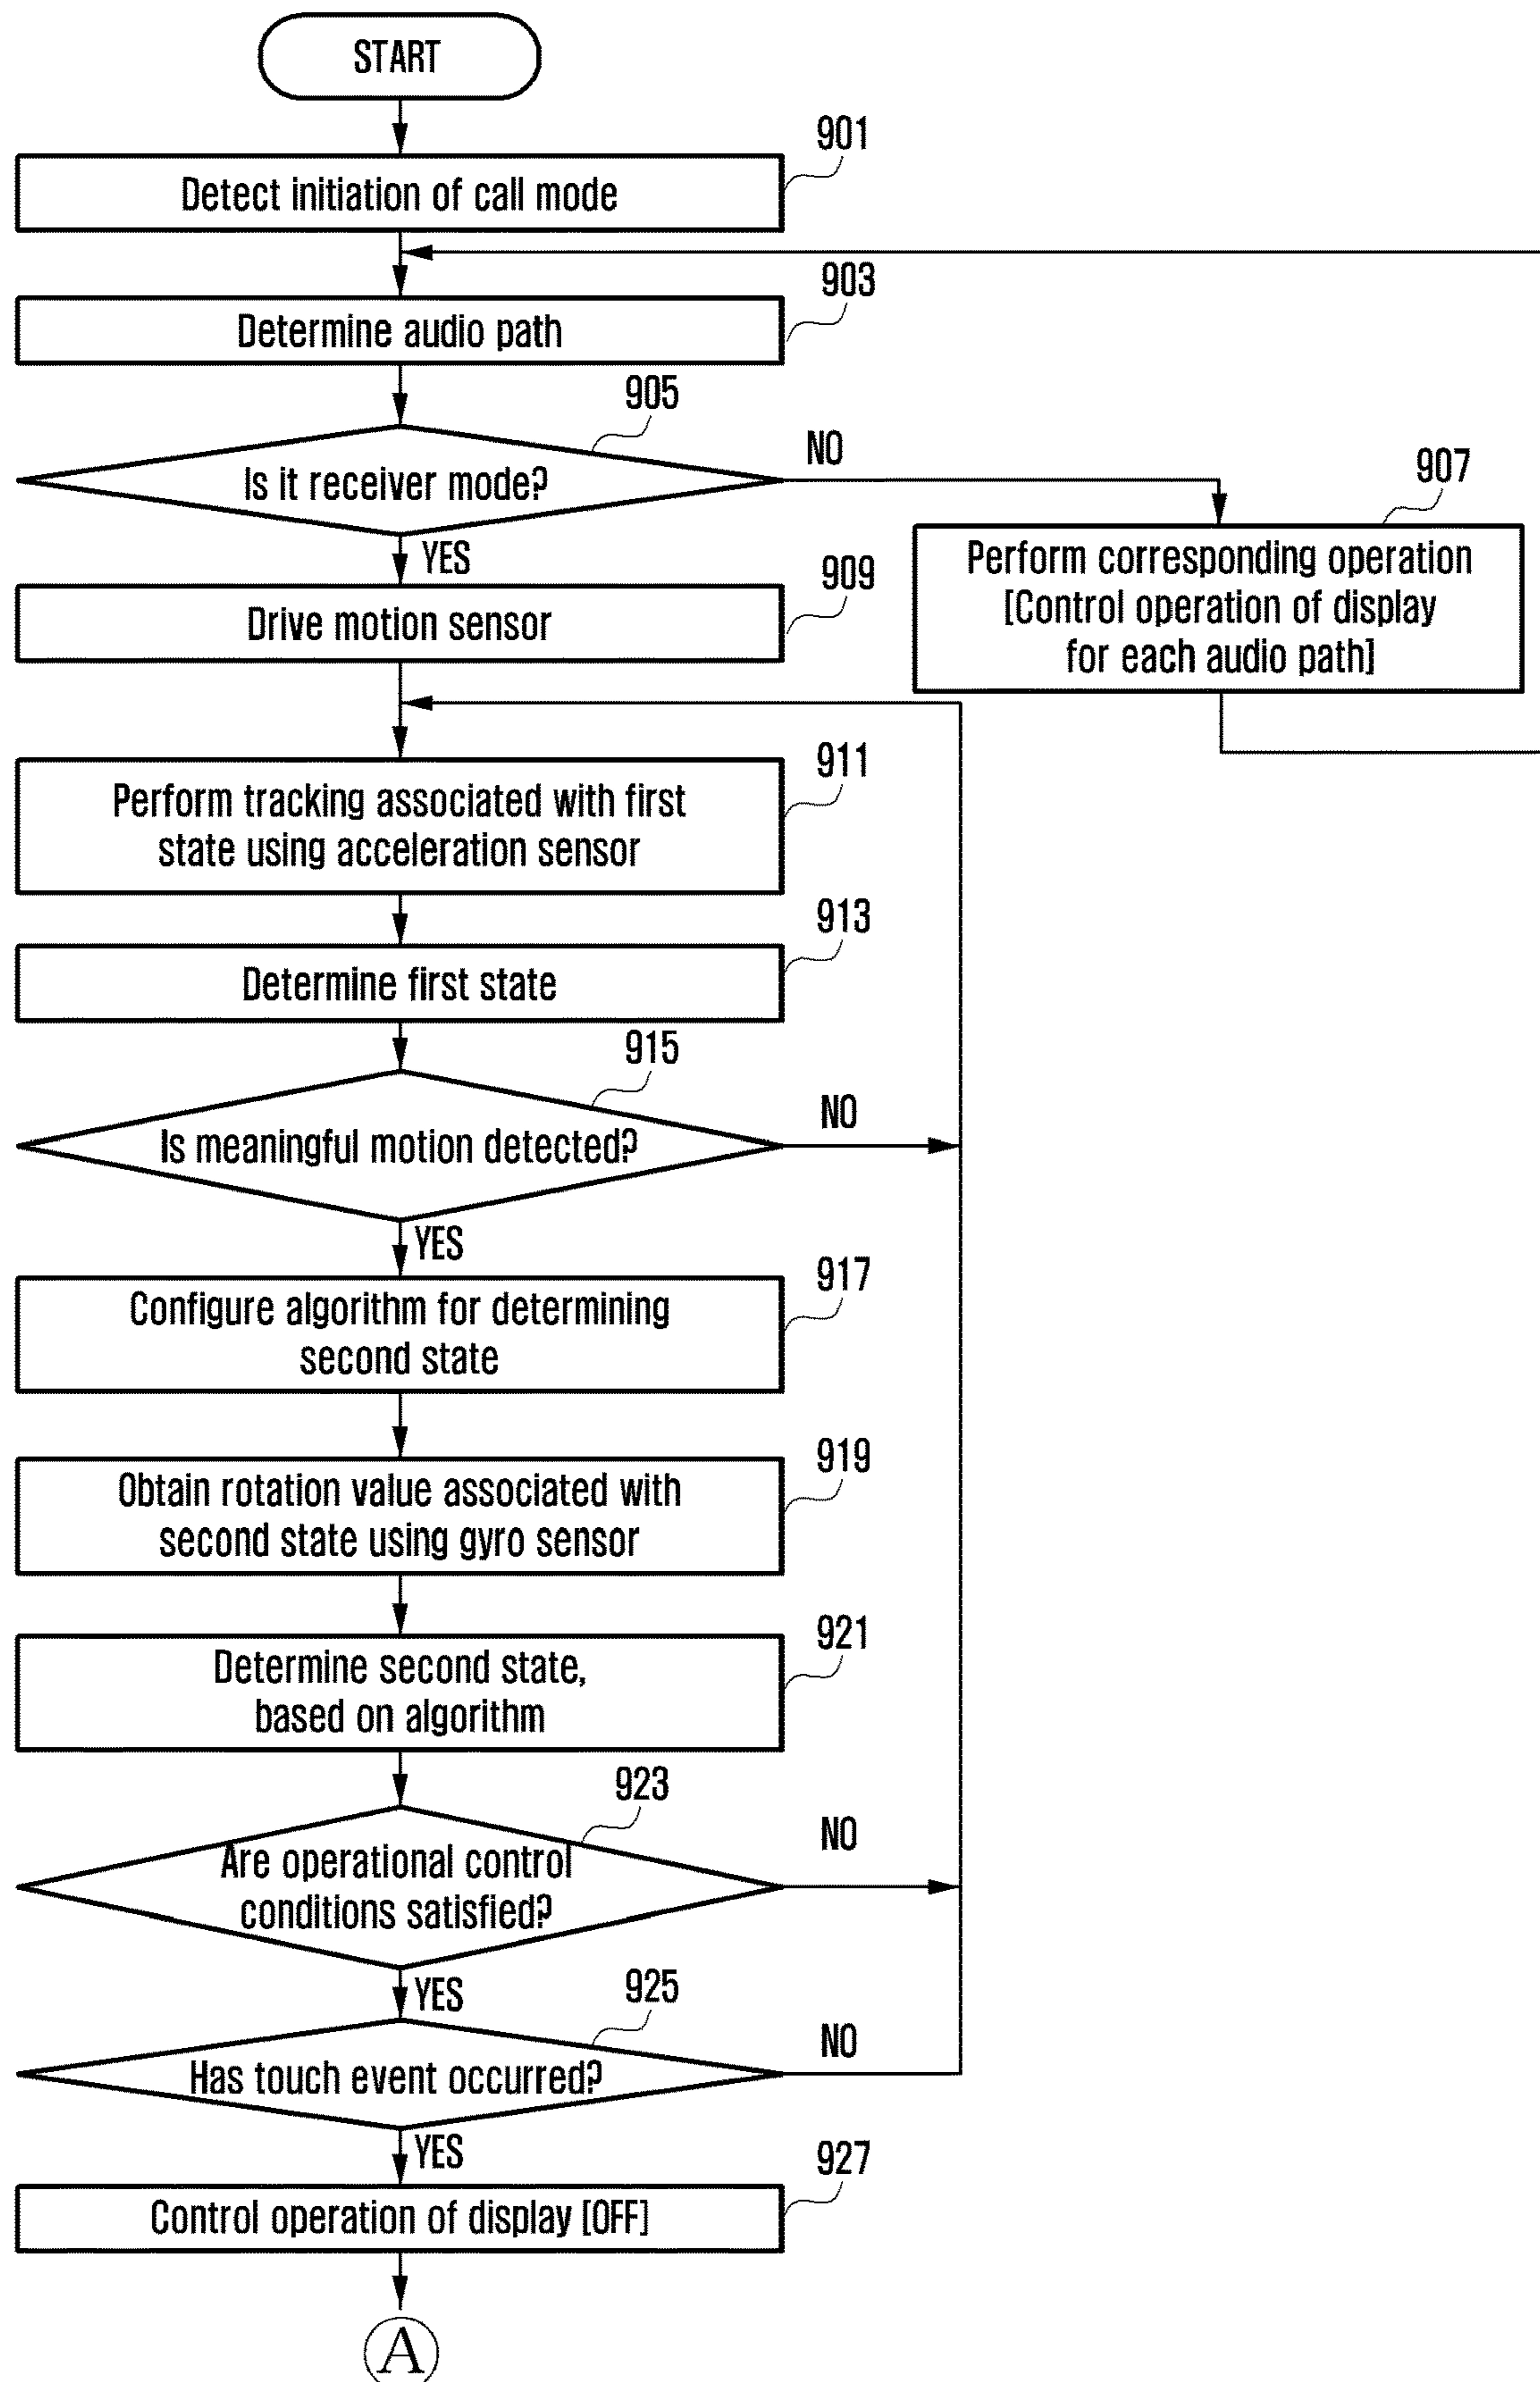 START
901
Detect initiation of call mode
903
Determine audio path
905
Is it receiver mode?
NO
907
Perform corresponding operation
[Control operation of display
for each audio path]
YES
909
Drive motion sensor
911
Perform tracking associated with first
state using acceleration sensor
913
Determine first state
915
Is meaningful motion detected?
NO
YES
917
Configure algorithm for determining
second state
919
Obtain rotation value associated with
second state using gyro sensor
921
Determine second state,
based on algorithm
923
Are operational control
conditions satisfied?
NO
YES
925
Has touch event occurred?
NO
YES
927
Control operation of display [OFF]
A